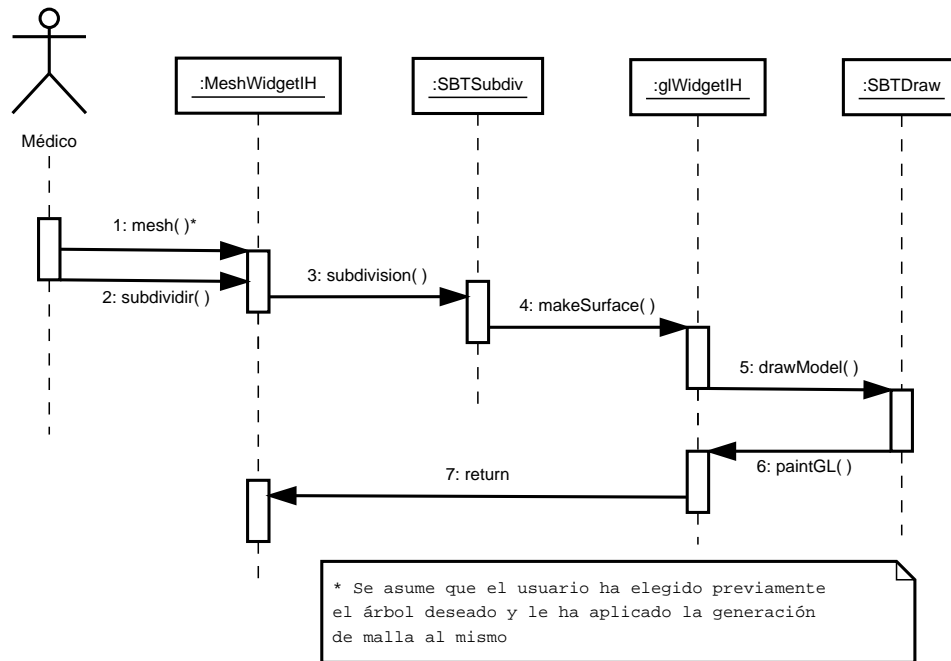 Médico
:MeshWidgetIH
:SBTSubdiv
:glWidgetIH
:SBTDraw
1: mesh( )*
2: subdividir( )
3: subdivision( )
4: makeSurface( )
5: drawModel( )
6: paintGL( )
7: return
* Se asume que el usuario ha elegido previamente
el árbol deseado y le ha aplicado la generación
de malla al mismo